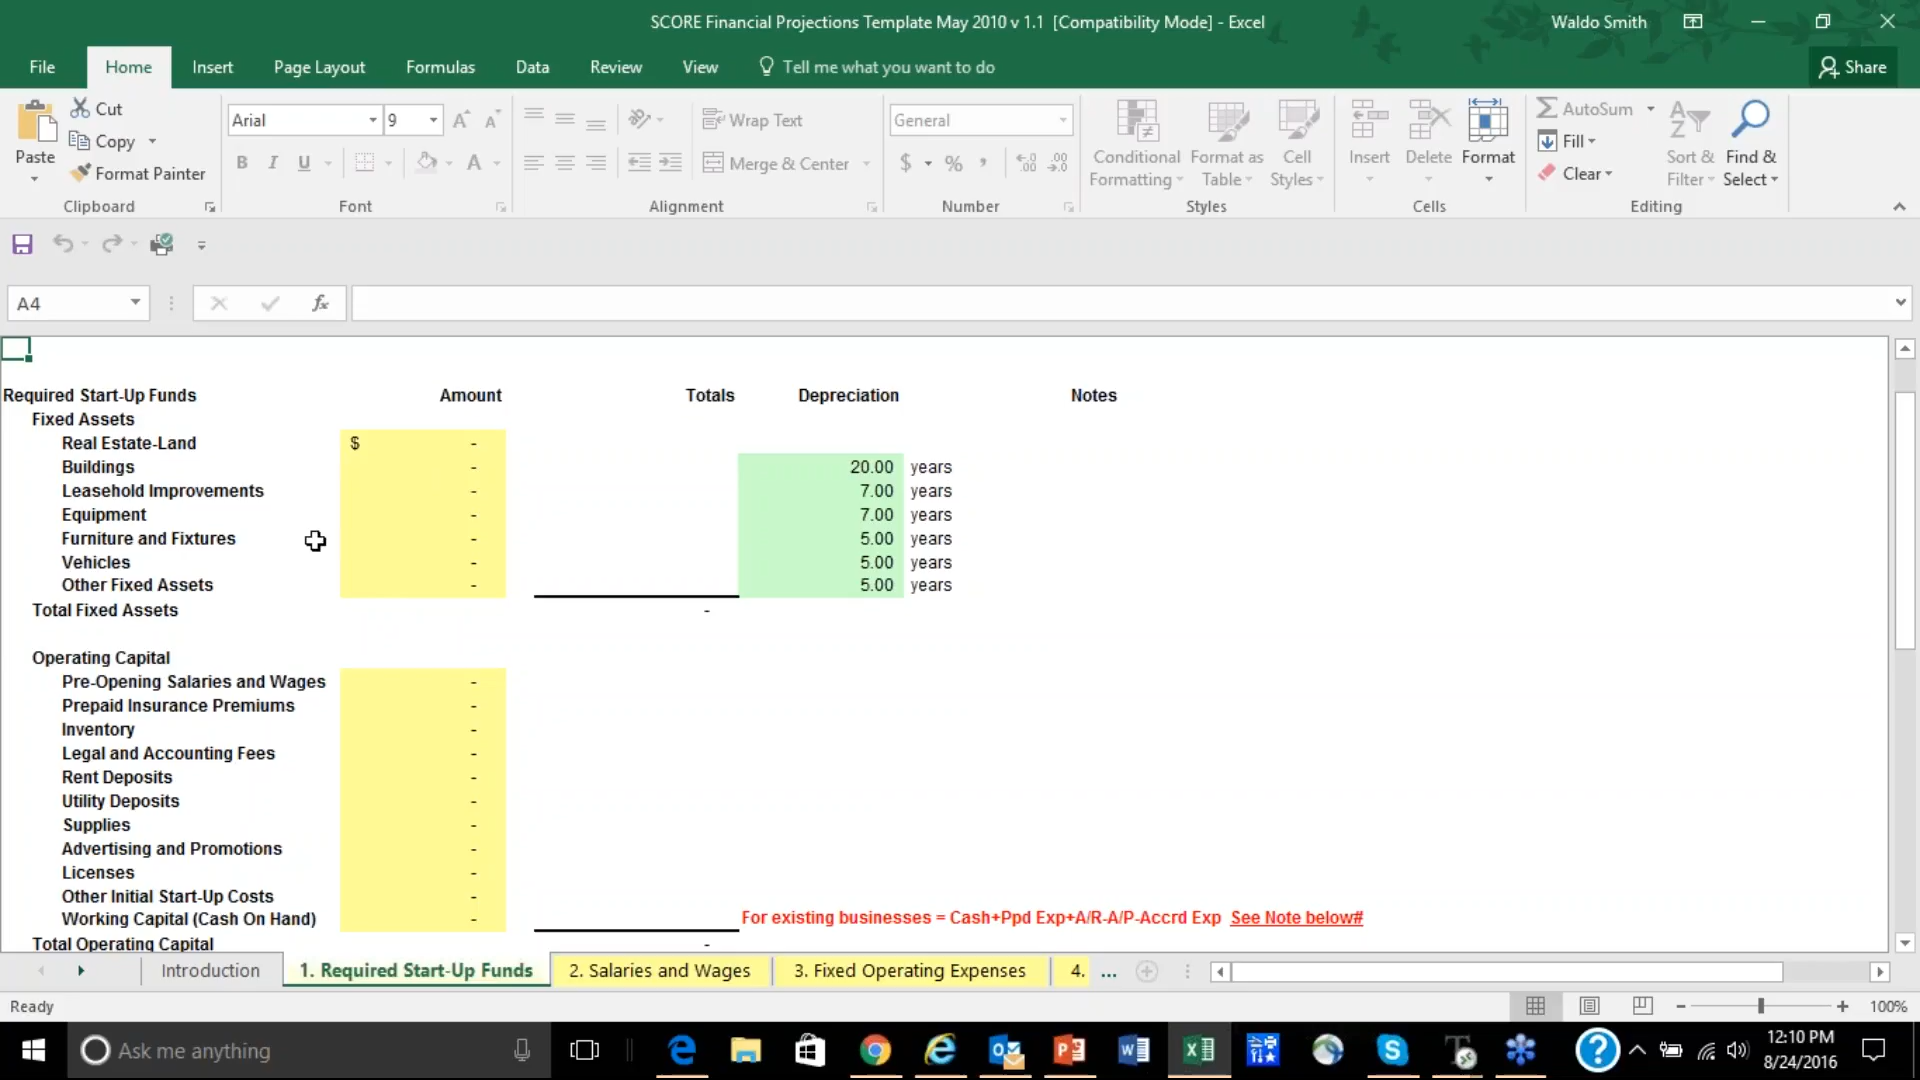 SCORE Financial Projections Template May 2010 v 1.1 [Compatibility Mode] - Excel
Waldo Smith
File Home Insert Page Layout Formulas Data Review View Tell me what you want to do Share
Paste
Cut
Copy
Format Painter
Clipboard
Arial 9
B I U
Font
Wrap Text
Merge & Center
Alignment
General
$ % ,
Number
Conditional Formatting
Format as Table
Cell Styles
Styles
Insert
Delete
Format
Cells
AutoSum
Fill
Clear
Sort & Filter
Find & Select
Editing
A4
fx
Required Start-Up Funds Amount Totals Depreciation Notes
Fixed Assets
Real Estate-Land $ -
Buildings - 20.00 years
Leasehold Improvements - 7.00 years
Equipment - 7.00 years
Furniture and Fixtures - 5.00 years
Vehicles - 5.00 years
Other Fixed Assets - 5.00 years
Total Fixed Assets -
Operating Capital
Pre-Opening Salaries and Wages -
Prepaid Insurance Premiums -
Inventory -
Legal and Accounting Fees -
Rent Deposits -
Utility Deposits -
Supplies -
Advertising and Promotions -
Licenses -
Other Initial Start-Up Costs -
Working Capital (Cash On Hand) - For existing businesses = Cash+Ppd Exp+A/R-A/P-Accrd Exp See Note below#
Total Operating Capital -
Introduction 1. Required Start-Up Funds 2. Salaries and Wages 3. Fixed Operating Expenses 4. ...
Ready 100%
Ask me anything
12:10 PM
8/24/2016